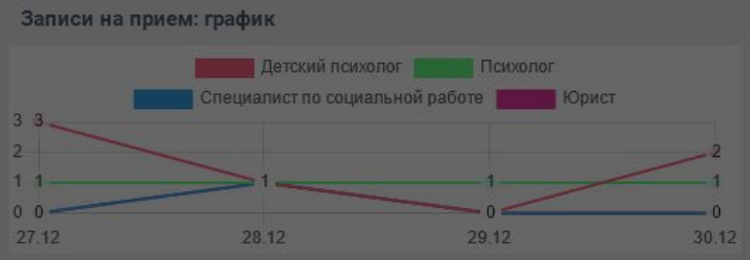 Записи на прием: график
Детский психолог Психолог
Специалист по социальной работе Юрист
3 3
2 2
1 1 1 1 1
0 0 0 0
27.12 28.12 29.12 30.12